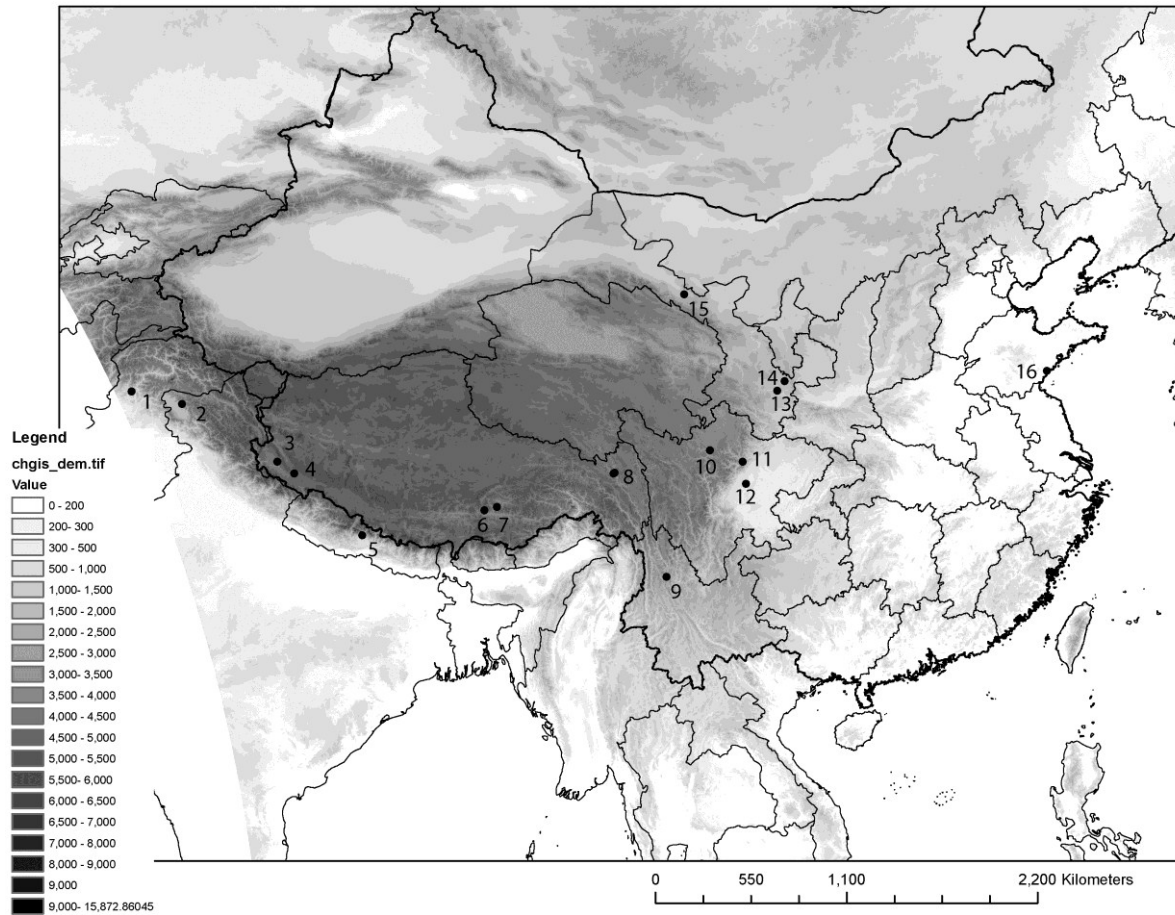 1
2
3
4
5
6
7
8
9
10
11
12
13
14
15
16
Legend
chgis_dem.tif
Value
0 - 200
200- 300
300 - 500
500 - 1,000
1,000- 1,500
1,500 - 2,000
2,000 - 2,500
2,500 - 3,000
3,000- 3,500
3,500 - 4,000
4,000 - 4,500
4,500 - 5,000
5,000 - 5,500
5,500- 6,000
6,000 - 6,500
6,500 - 7,000
7,000 - 8,000
8,000 - 9,000
9,000
9,000- 15,872.86045
0 550 1,100 2,200 Kilometers